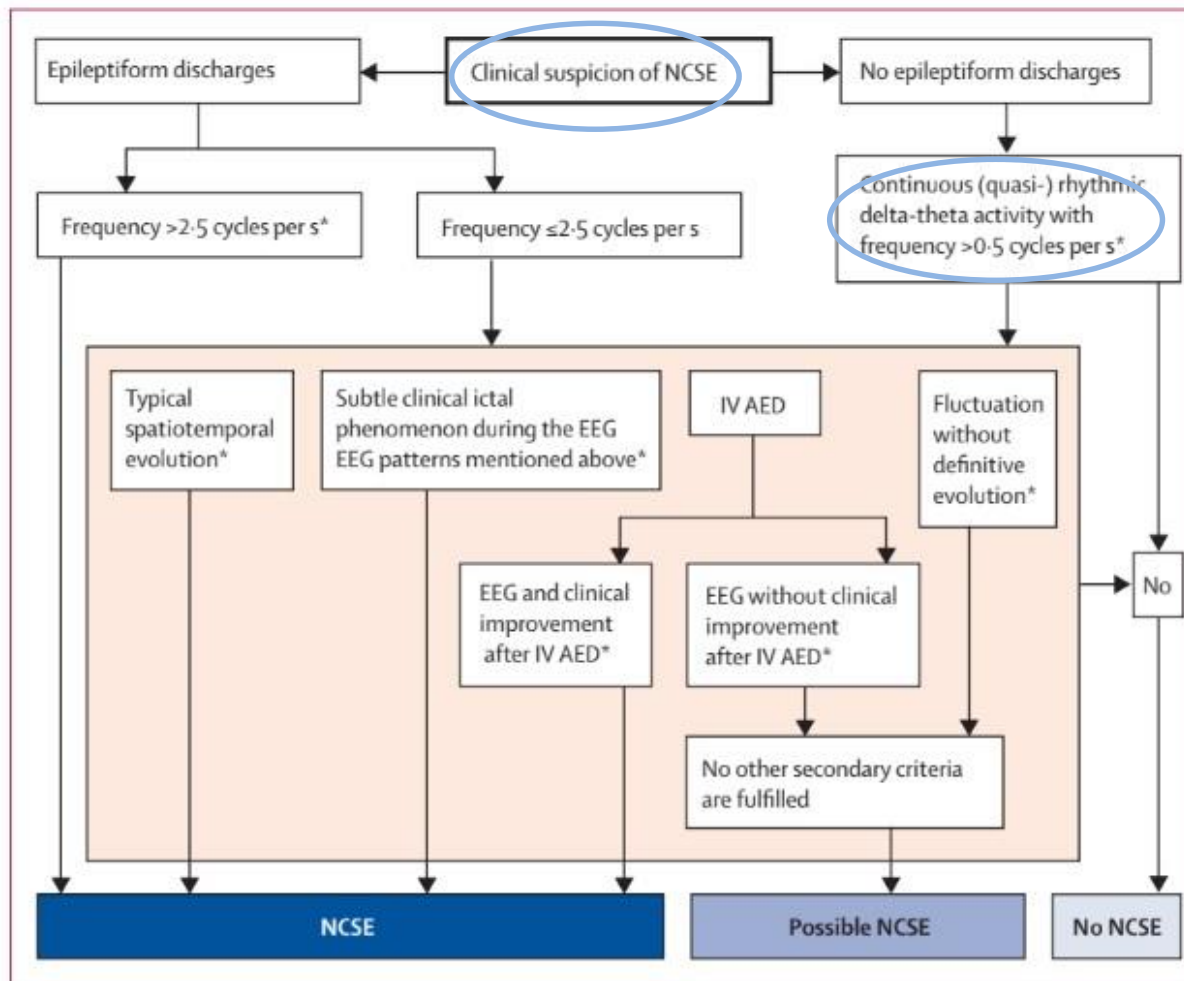 Epileptiform discharges
Clinical suspicion of NCSE
No epileptiform discharges
Frequency >2·5 cycles per s*
Frequency ≤2·5 cycles per s
Continuous (quasi-) rhythmic
delta-theta activity with
frequency >0·5 cycles per s*
Typical
spatiotemporal
evolution*
Subtle clinical ictal
phenomenon during the EEG
EEG patterns mentioned above*
IV AED
Fluctuation
without
definitive
evolution*
EEG and clinical
improvement
after IV AED*
EEG without clinical
improvement
after IV AED*
No
No other secondary criteria
are fulfilled
NCSE
Possible NCSE
No NCSE